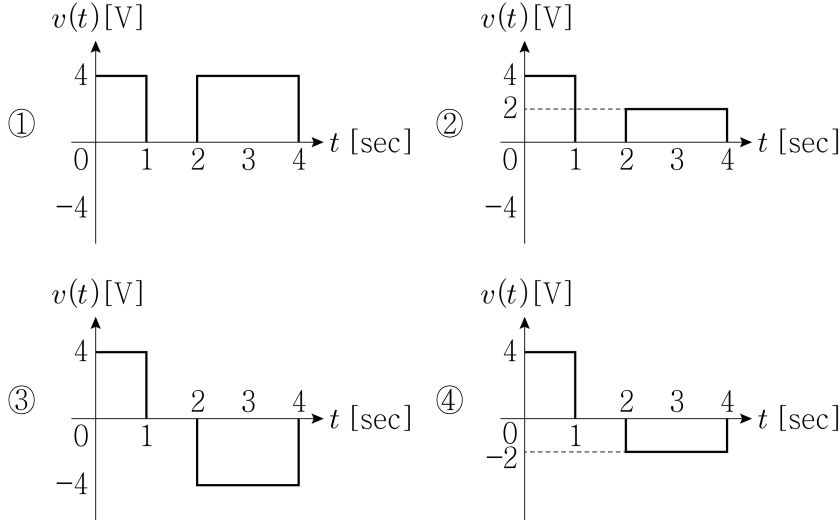 v(t)[V]
4
① t [sec]
0 1 2 3 4
−4
v(t)[V]
4
2
② t [sec]
0 1 2 3 4
−4
v(t)[V]
4
2 3 4
③ t [sec]
0 1
−4
v(t)[V]
4
2 3 4
④ t [sec]
0 1
−2